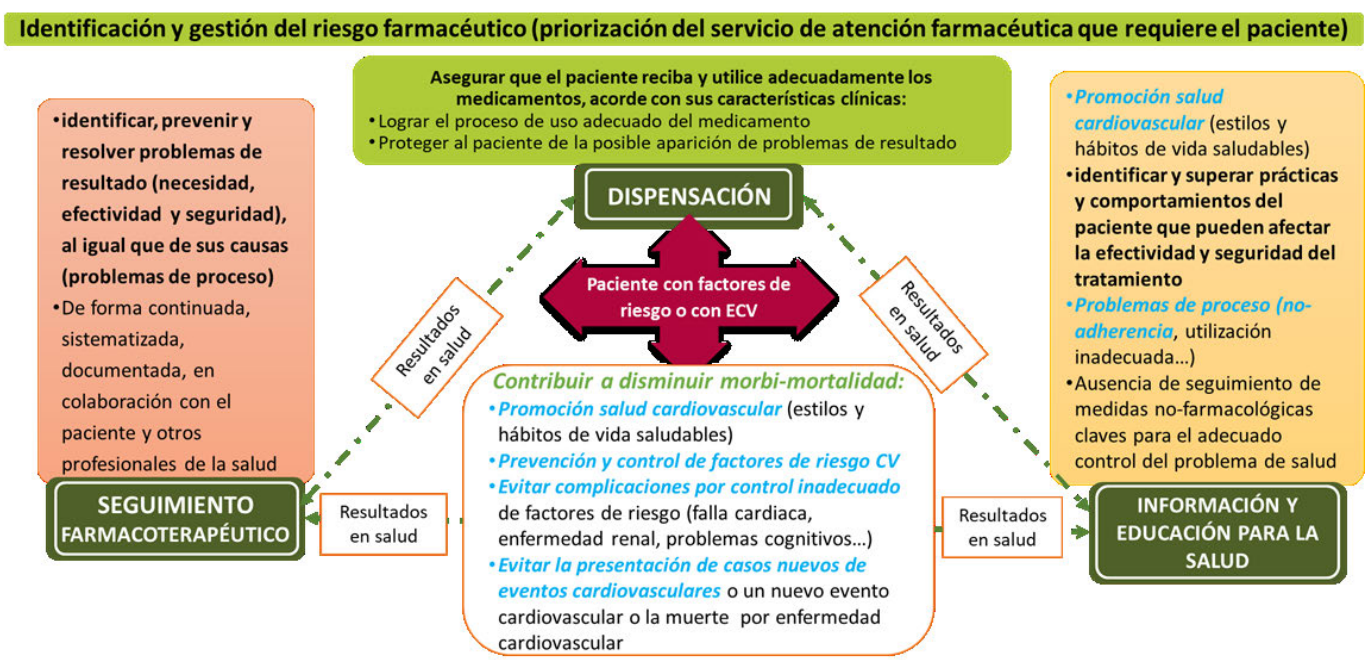 Identificación y gestión del riesgo farmacéutico (priorización del servicio de atención farmacéutica que requiere el paciente)
Asegurar que el paciente reciba y utilice adecuadamente los
medicamentos, acorde con sus características clínicas:
•Lograr el proceso de uso adecuado del medicamento
•Proteger al paciente de la posible aparición de problemas de resultado
DISPENSACIÓN
•identificar, prevenir y
resolver problemas de
resultado (necesidad,
efectividad y seguridad),
al igual que de sus causas
(problemas de proceso)
•De forma continuada,
sistematizada,
documentada, en
colaboración con el
paciente y otros
profesionales de la salud
SEGUIMIENTO
FARMACOTERAPÉUTICO
Resultados
en salud
Paciente con factores de
riesgo o con ECV
Resultados
en salud
•Promoción salud
cardiovascular (estilos y
hábitos de vida saludables)
•identificar y superar prácticas
y comportamientos del
paciente que pueden afectar
la efectividad y seguridad del
tratamiento
•Problemas de proceso (no-
adherencia, utilización
inadecuada…)
•Ausencia de seguimiento de
medidas no-farmacológicas
claves para el adecuado
control del problema de salud
INFORMACIÓN Y
EDUCACIÓN PARA LA
SALUD
Resultados
en salud
Contribuir a disminuir morbi-mortalidad:
•Promoción salud cardiovascular (estilos y
hábitos de vida saludables)
•Prevención y control de factores de riesgo CV
•Evitar complicaciones por control inadecuado
de factores de riesgo (falla cardiaca,
enfermedad renal, problemas cognitivos…)
•Evitar la presentación de casos nuevos de
eventos cardiovasculares o un nuevo evento
cardiovascular o la muerte por enfermedad
cardiovascular
Resultados
en salud